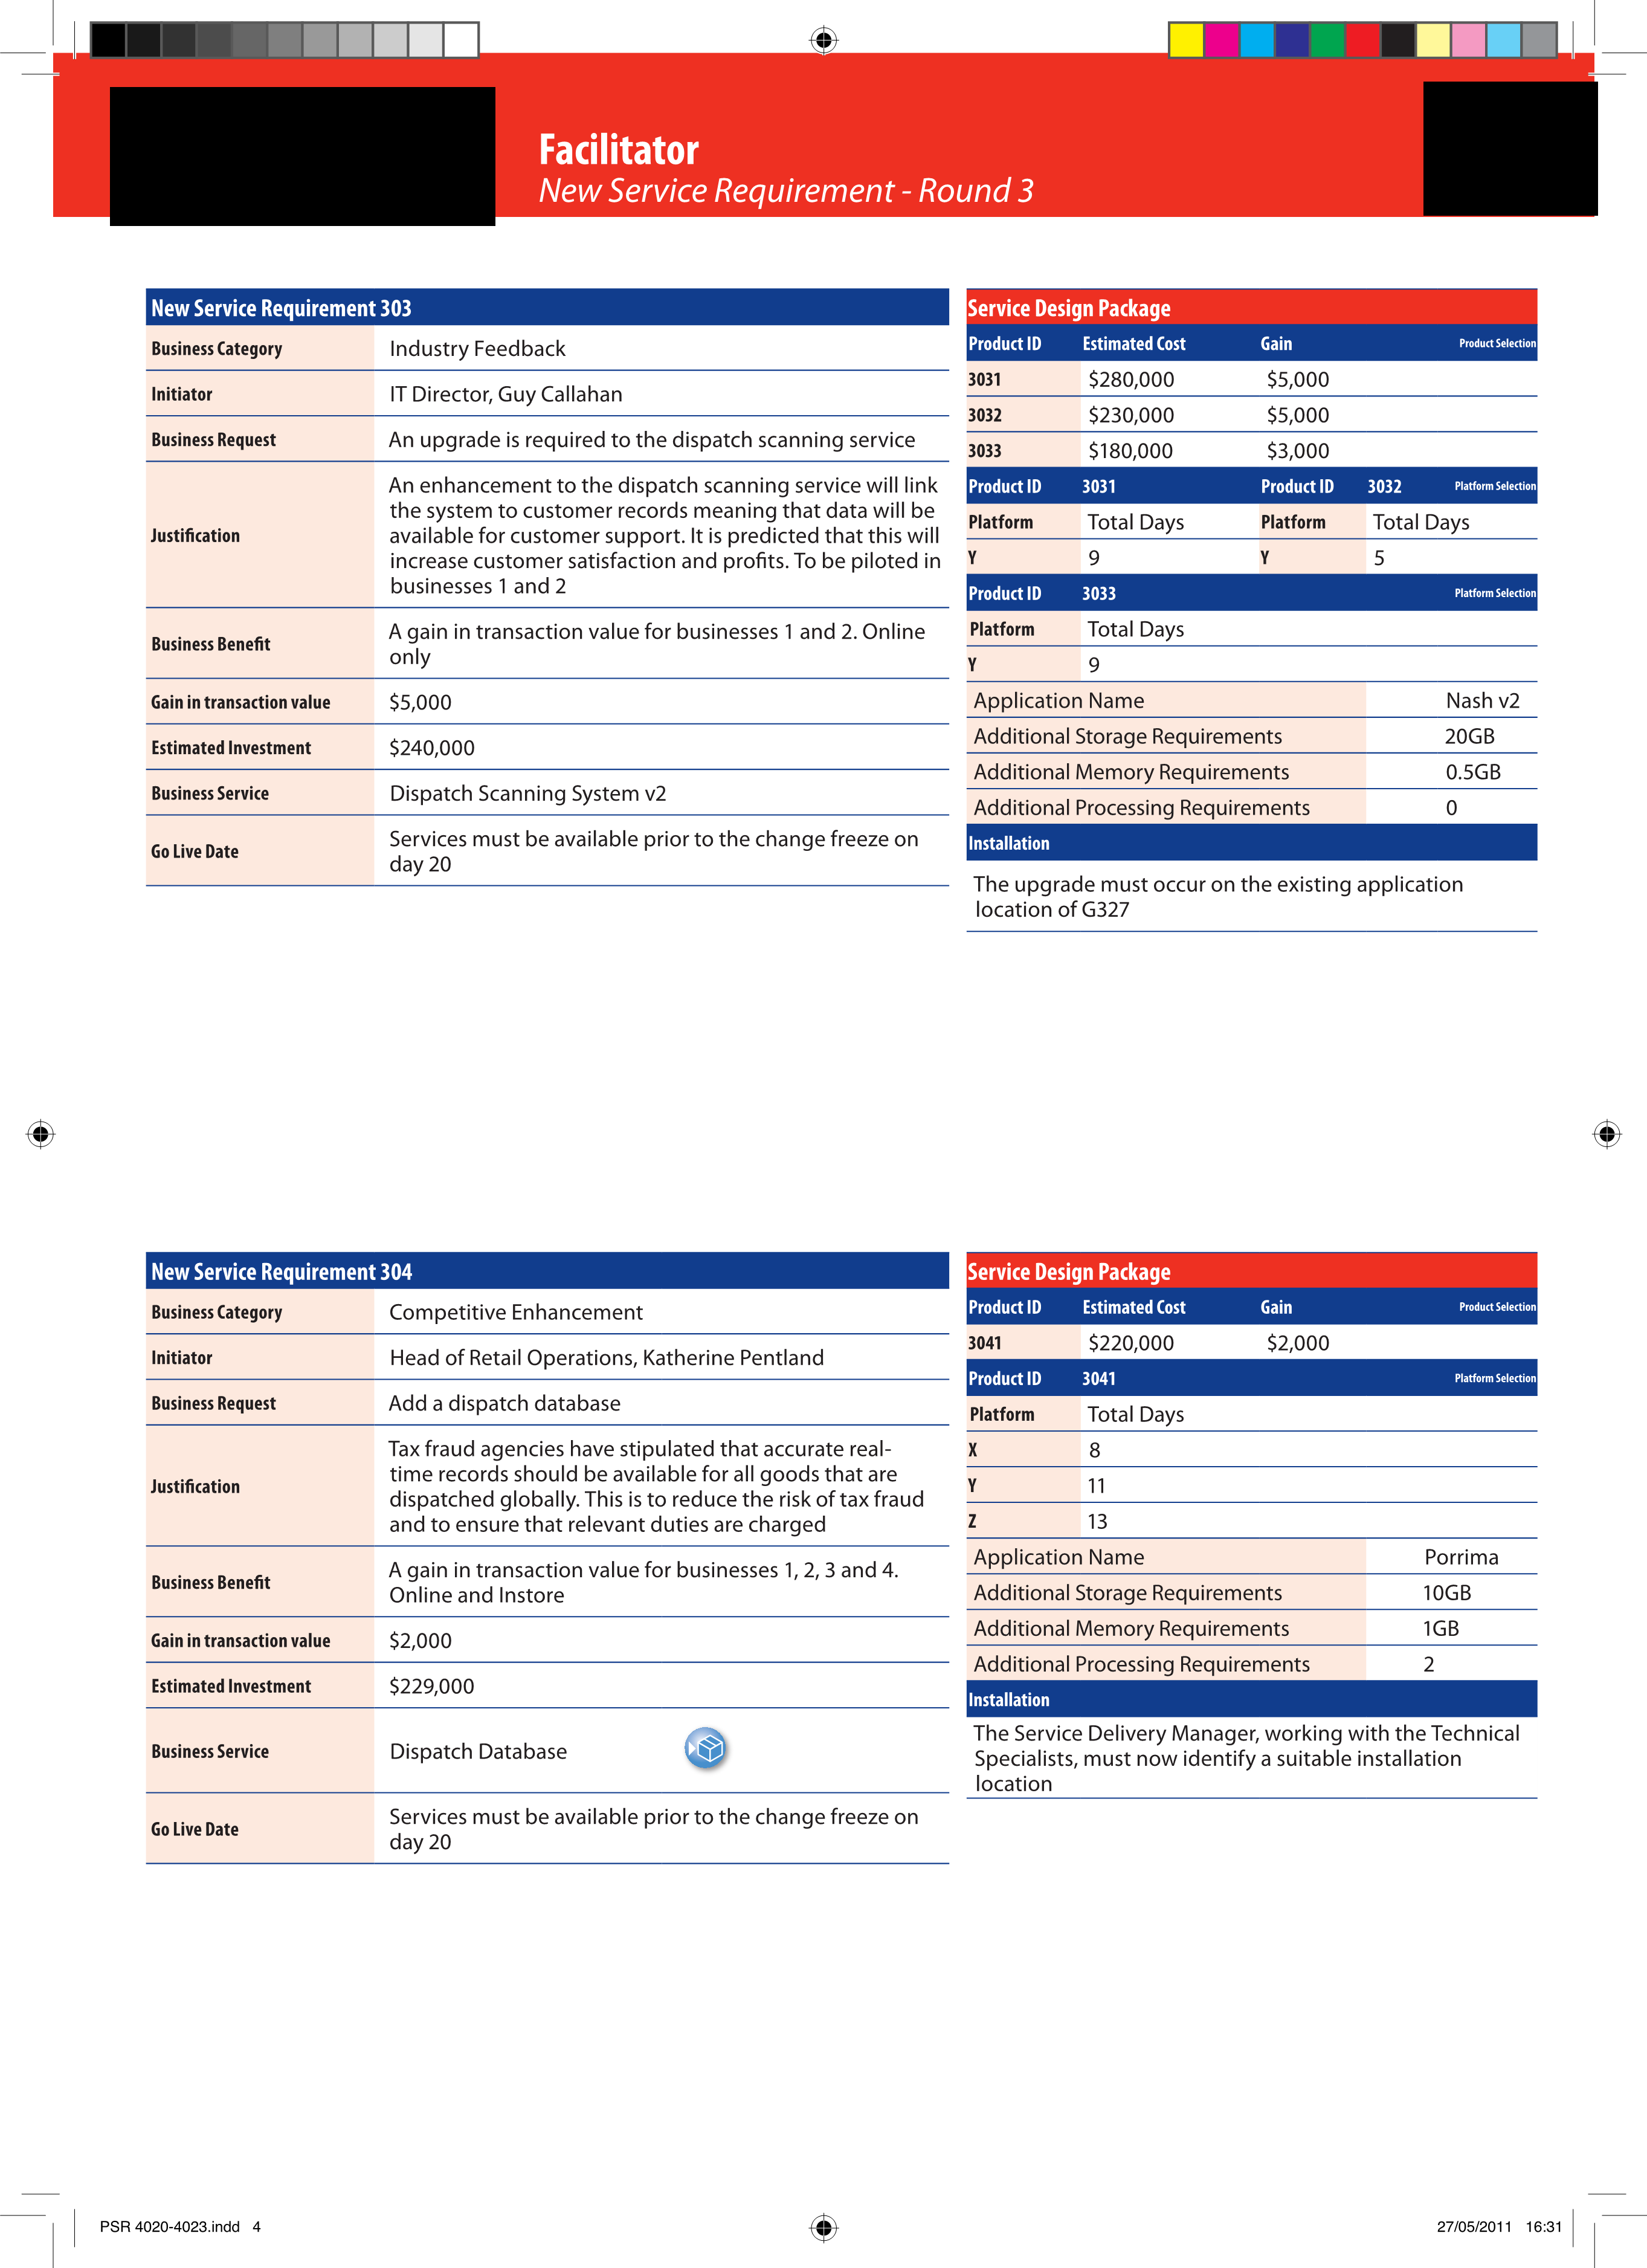 Facilitator
New Service Requirement - Round 3
New Service Requirement 303
Business Category Industry Feedback
Initiator IT Director, Guy Callahan
Business Request An upgrade is required to the dispatch scanning service
Justification An enhancement to the dispatch scanning service will link
the system to customer records meaning that data will be
available for customer support. It is predicted that this will
increase customer satisfaction and profits. To be piloted in
businesses 1 and 2
Business Benefit A gain in transaction value for businesses 1 and 2. Online
only
Gain in transaction value $5,000
Estimated Investment $240,000
Business Service Dispatch Scanning System v2
Go Live Date Services must be available prior to the change freeze on
day 20
Service Design Package
Product ID Estimated Cost Gain Product Selection
3031 $280,000 $5,000
3032 $230,000 $5,000
3033 $180,000 $3,000
Product ID 3031 Product ID 3032 Platform Selection
Platform Total Days Platform Total Days
Y 9 Y 5
Product ID 3033 Platform Selection
Platform Total Days
Y 9
Application Name Nash v2
Additional Storage Requirements 20GB
Additional Memory Requirements 0.5GB
Additional Processing Requirements 0
Installation
The upgrade must occur on the existing application
location of G327
New Service Requirement 304
Business Category Competitive Enhancement
Initiator Head of Retail Operations, Katherine Pentland
Business Request Add a dispatch database
Justification Tax fraud agencies have stipulated that accurate real-
time records should be available for all goods that are
dispatched globally. This is to reduce the risk of tax fraud
and to ensure that relevant duties are charged
Business Benefit A gain in transaction value for businesses 1, 2, 3 and 4.
Online and Instore
Gain in transaction value $2,000
Estimated Investment $229,000
Business Service Dispatch Database
Go Live Date Services must be available prior to the change freeze on
day 20
Service Design Package
Product ID Estimated Cost Gain Product Selection
3041 $220,000 $2,000
Product ID 3041 Platform Selection
Platform Total Days
X 8
Y 11
Z 13
Application Name Porrima
Additional Storage Requirements 10GB
Additional Memory Requirements 1GB
Additional Processing Requirements 2
Installation
The Service Delivery Manager, working with the Technical
Specialists, must now identify a suitable installation
location
PSR 4020-4023.indd 4 27/05/2011 16:31